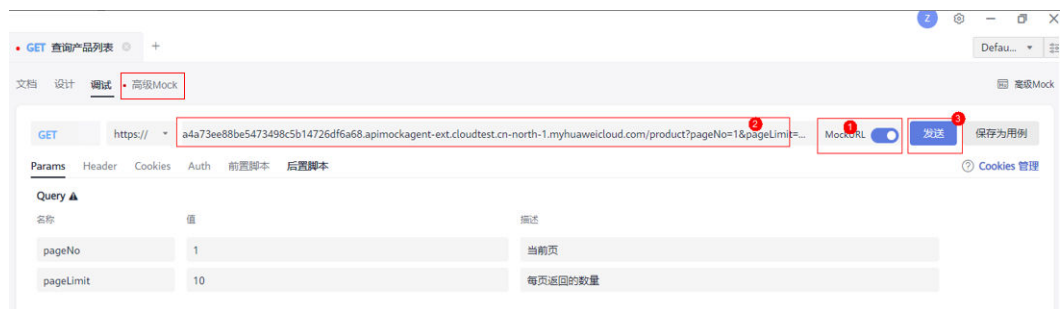 Z
GET 查询产品列表 +
Defau...
文档 设计 调试 高级Mock
高级Mock
GET https:// a4a73ee88be5473498c5b14726df6a68.apimockagent-ext.cloudtest.cn-north-1.myhuaweicloud.com/product?pageNo=1&pageLimit=... 2 MockURL 1 发送 3 保存为用例
Params Header Cookies Auth 前置脚本 后置脚本 Cookies 管理
Query
名称 值 描述
pageNo 1 当前页
pageLimit 10 每页返回的数量